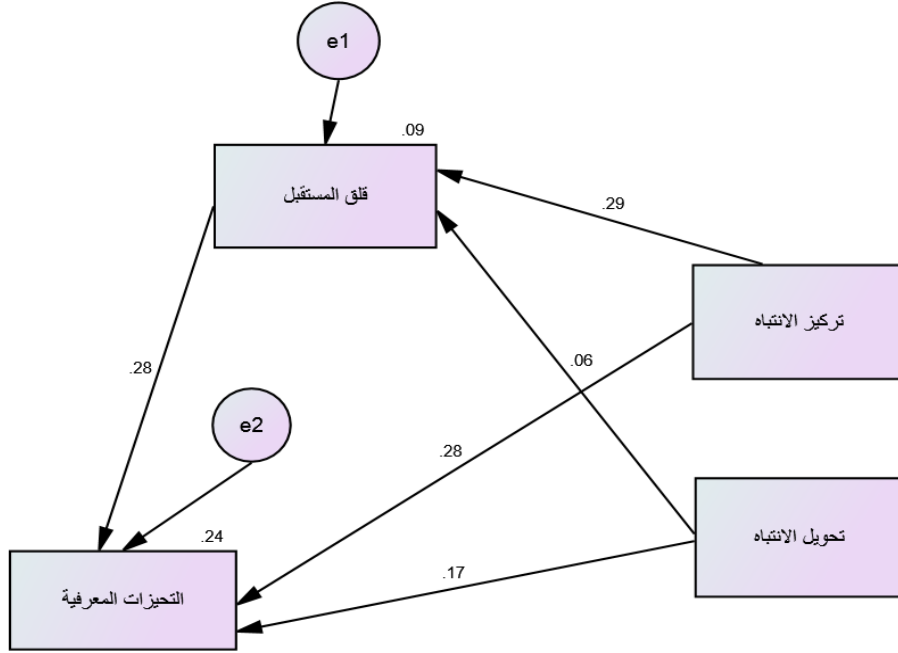 e1
.09
قلق المستقبل
.29
تركيز الانتباه
.06
.28
e2
.28
تحويل الانتباه
.24
.17
التحيزات المعرفية